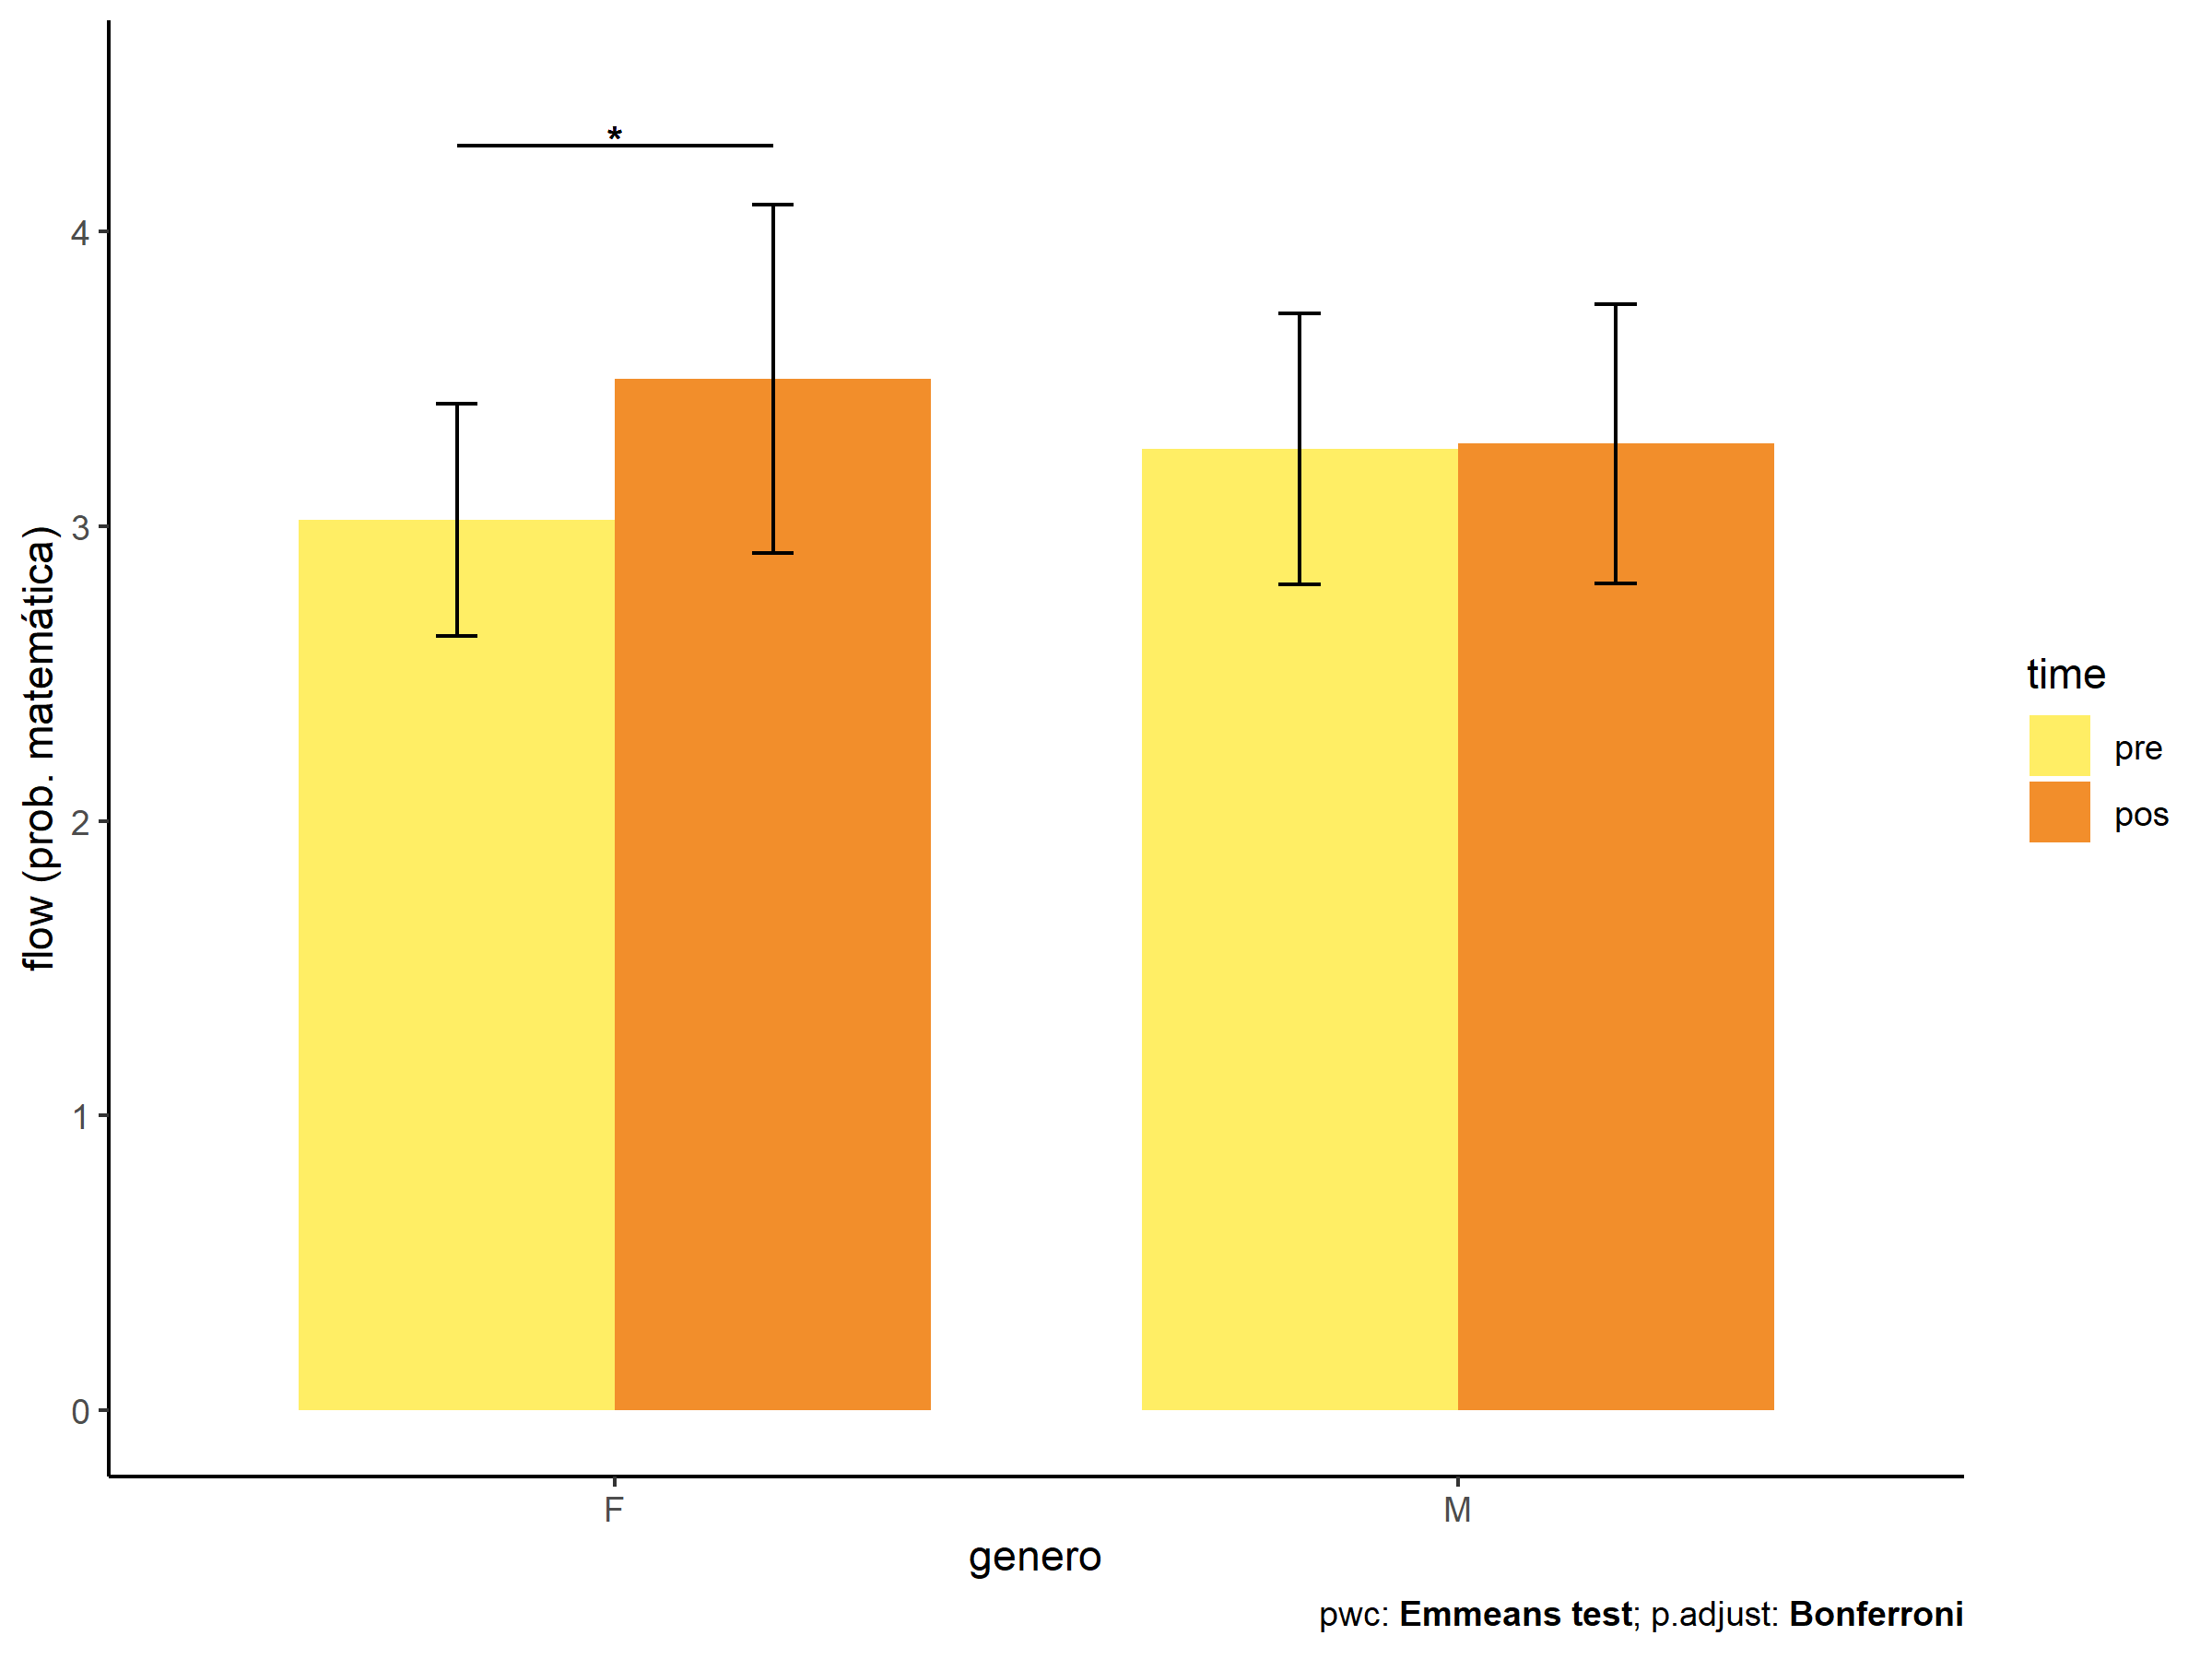 *
4
3
2
1
0
flow (prob. matemática)
F
M
genero
time
pre
pos
pwc: Emmeans test; p.adjust: Bonferroni